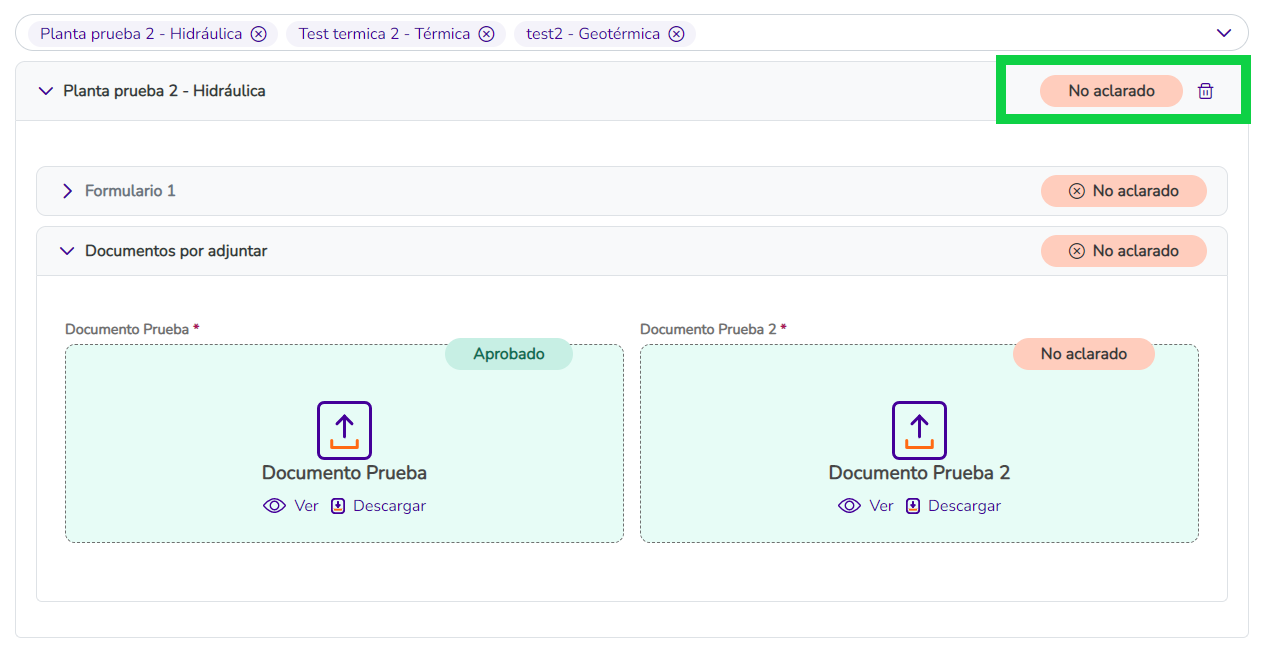 Planta prueba 2 - Hidráulica Test termica 2 - Térmica test2 - Geotérmica
Planta prueba 2 - Hidráulica No aclarado
Formulario 1 No aclarado
Documentos por adjuntar No aclarado
Documento Prueba * Documento Prueba 2 *
Aprobado No aclarado
Documento Prueba Documento Prueba 2
Ver Descargar Ver Descargar